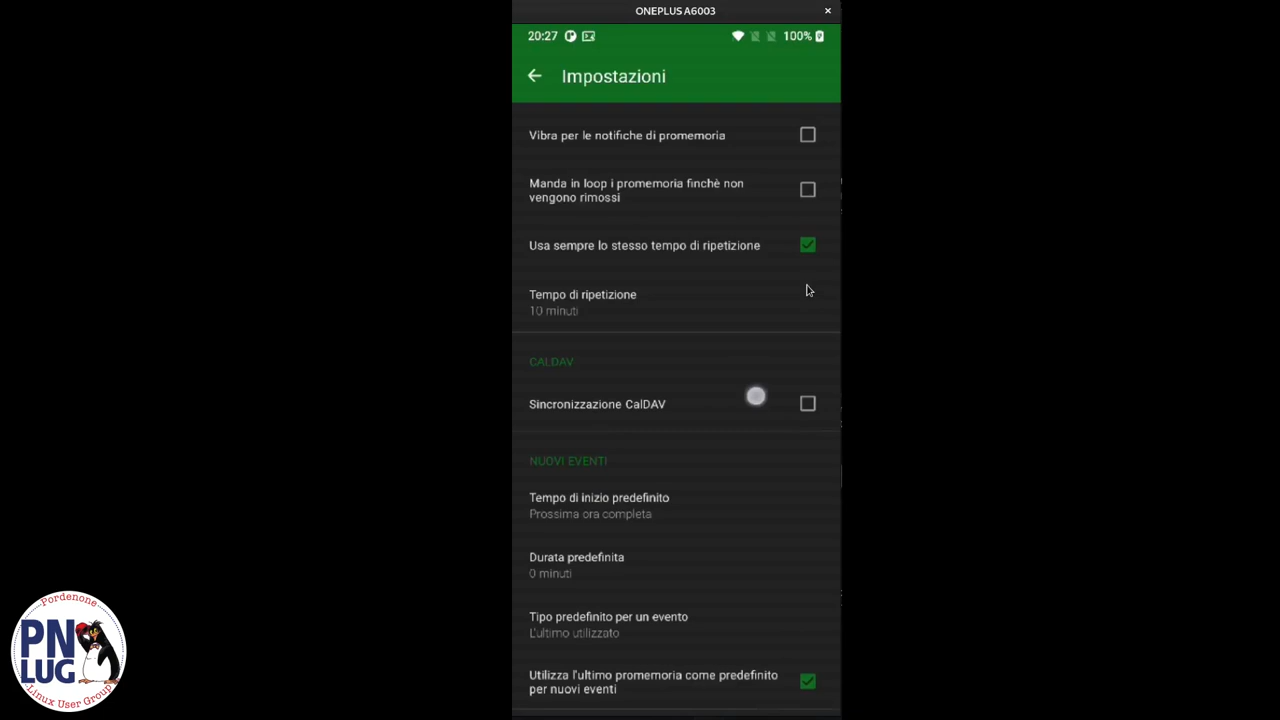 ONEPLUS A6003
20:27
100%
Impostazioni
Vibra per le notifiche di promemoria
Manda in loop i promemoria finchè non
vengono rimossi
Usa sempre lo stesso tempo di ripetizione
Tempo di ripetizione
10 minuti
CALDAV
Sincronizzazione CalDAV
NUOVI EVENTI
Tempo di inizio predefinito
Prossima ora completa
Durata predefinita
0 minuti
Tipo predefinito per un evento
L'ultimo utilizzato
Utilizza l'ultimo promemoria come predefinito
per nuovi eventi
Pordenone
PN
LUG
Linux User Group